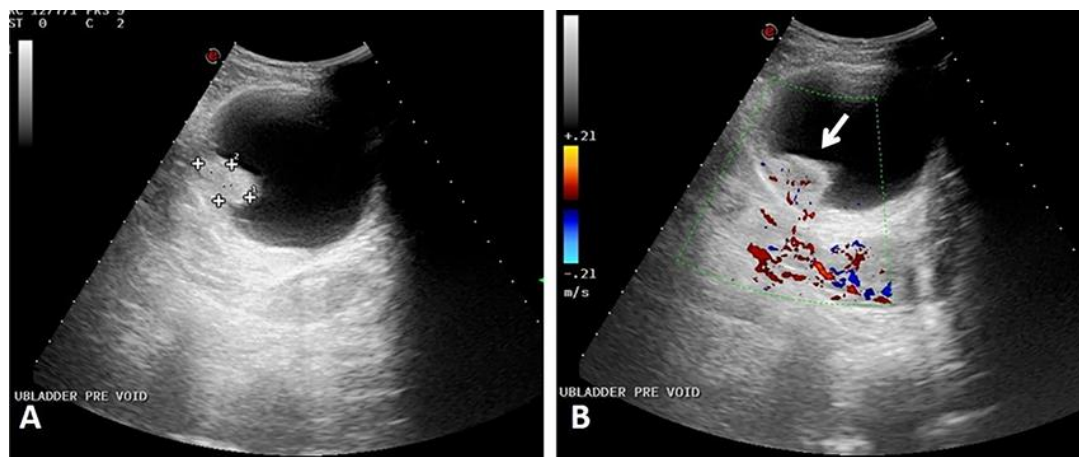 ST 0 C 2
UBLADDER PRE VOID
A
+.21
-.21
m/s
UBLADDER PRE VOID
B